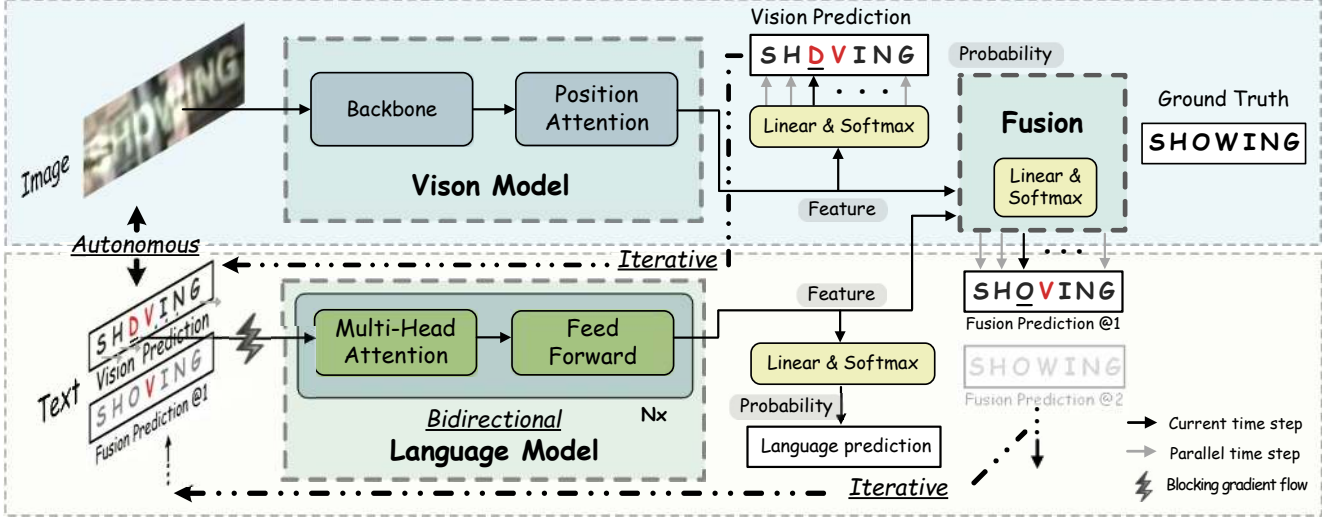 Vision Prediction
SHDVING
Probability
Linear & Softmax
Backbone
Position
Attention
Vison Model
Feature
Fusion
Linear &
Softmax
Ground Truth
SHOWING
SHOWING
Image
Autonomous
Iterative
SHDVING
Vision Prediction
SHOVING
Fusion Prediction @1
Text
Multi-Head
Attention
Feed
Forward
Nx
Bidirectional
Language Model
Feature
Linear & Softmax
Probability
Language prediction
SHOVING
Fusion Prediction @1
SHOWING
Fusion Prediction @2
Iterative
Current time step
Parallel time step
Blocking gradient flow